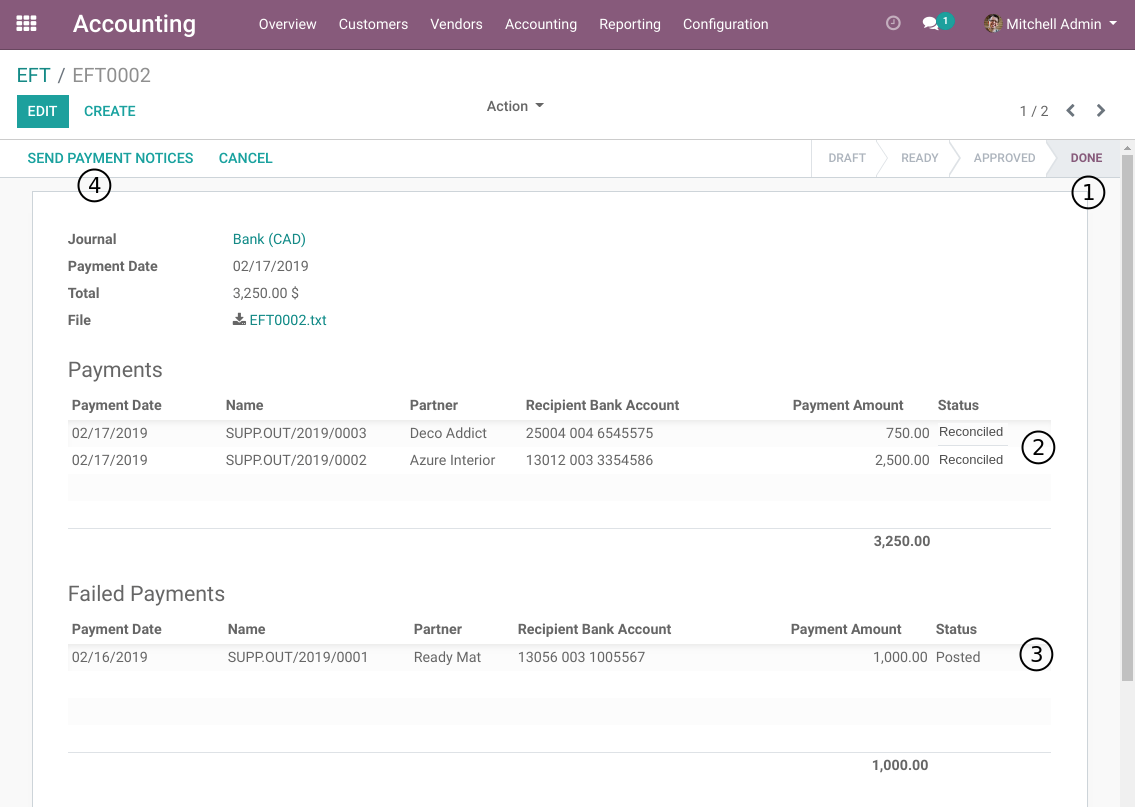 Accounting Overview Customers Vendors Accounting Reporting Configuration 1 Mitchell Admin
EFT / EFT0002
EDIT CREATE Action 1 / 2
SEND PAYMENT NOTICES CANCEL DRAFT READY APPROVED DONE
4 1
Journal Bank (CAD)
Payment Date 02/17/2019
Total 3,250.00 $
File EFT0002.txt
Payments
Payment Date Name Partner Recipient Bank Account Payment Amount Status
02/17/2019 SUPP.OUT/2019/0003 Deco Addict 25004 004 6545575 750.00 Reconciled
2
02/17/2019 SUPP.OUT/2019/0002 Azure Interior 13012 003 3354586 2,500.00 Reconciled
3,250.00
Failed Payments
Payment Date Name Partner Recipient Bank Account Payment Amount Status
02/16/2019 SUPP.OUT/2019/0001 Ready Mat 13056 003 1005567 1,000.00 Posted 3
1,000.00